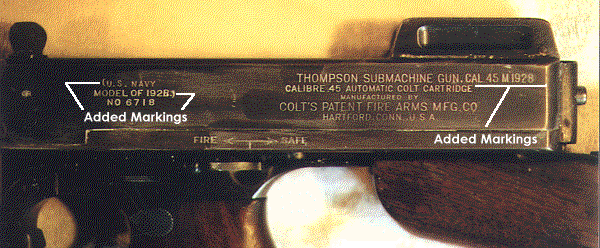 U.S. NAVY
MODEL OF 1928
NO 6718
Added Markings
FIRE
SAFE
THOMPSON SUBMACHINE GUN, CAL. 45 M1928
CALIBRE .45 AUTOMATIC COLT CARTRIDGE
MANUFACTURED BY
COLT'S PATENT FIRE ARMS MFG. CO
HARTFORD, CONN., U.S.A.
Added Markings